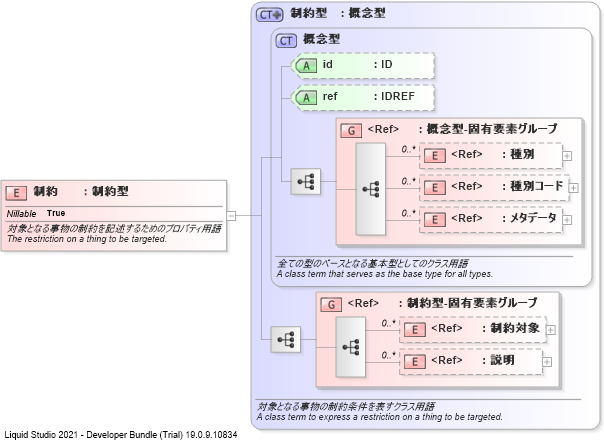 CT 制約型 : 概念型
CT 概念型
A id : ID
A ref : IDREF
G <Ref> : 概念型-固有要素グループ
0..*
E <Ref> : 種別
0..*
E <Ref> : 種別コード
0..*
E <Ref> : メタデータ
E 制約 : 制約型
Nillable True
対象となる事物の制約を記述するためのプロパティ用語
The restriction on a thing to be targeted.
全ての型のベースとなる基本型としてのクラス用語
A class term that serves as the base type for all types.
G <Ref> : 制約型-固有要素グループ
0..*
E <Ref> : 制約対象
0..*
E <Ref> : 説明
対象となる事物の制約条件を表すクラス用語
A class term to express a restriction on a thing to be targeted.
Liquid Studio 2021 - Developer Bundle (Trial) 19.0.9.10834